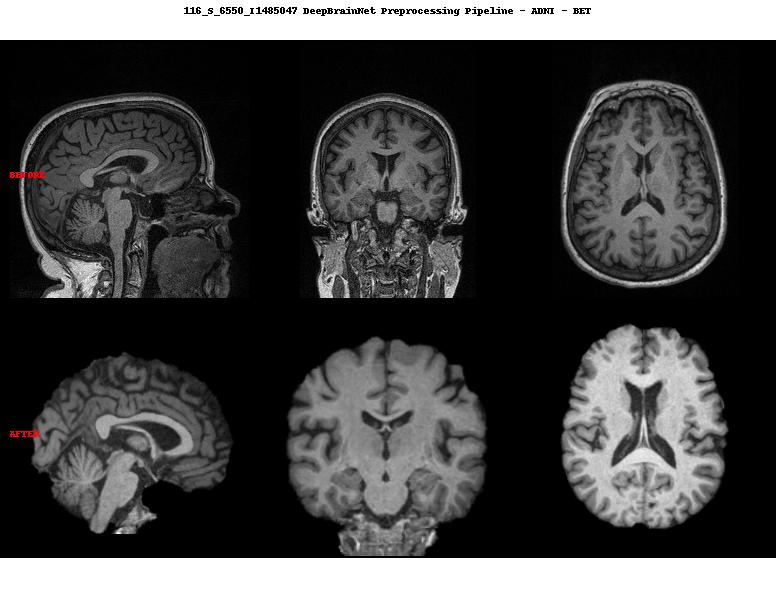 116_S_6550_I1485047 DeepBrainNet Preprocessing Pipeline - ADNI - BET
BEFORE
AFTER